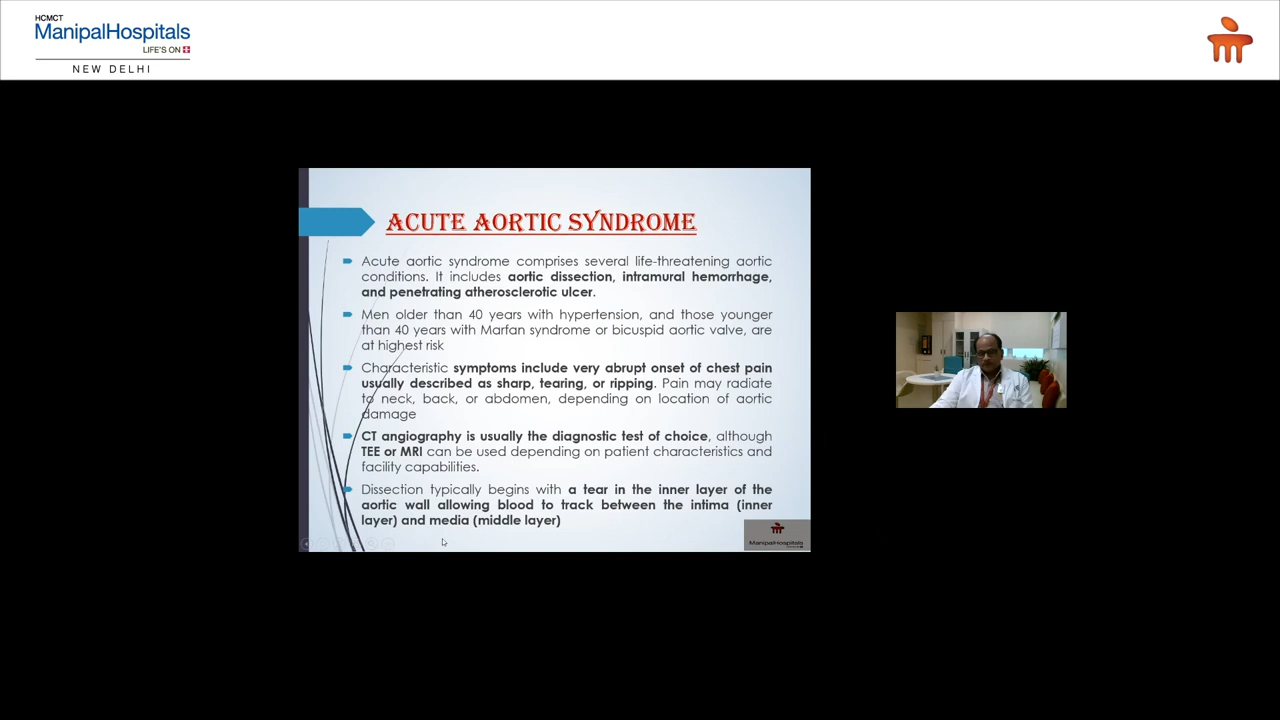 HCMCT
ManipalHospitals
LIFE'S ON
NEW DELHI
ACUTE AORTIC SYNDROME
Acute aortic syndrome comprises several life-threatening aortic
conditions. It includes aortic dissection, intramural hemorrhage,
and penetrating atherosclerotic ulcer.
Men older than 40 years with hypertension, and those younger
than 40 years with Marfan syndrome or bicuspid aortic valve, are
at highest risk
Characteristic symptoms include very abrupt onset of chest pain
usually described as sharp, tearing, or ripping. Pain may radiate
to neck, back, or abdomen, depending on location of aortic
damage
CT angiography is usually the diagnostic test of choice, although
TEE or MRI can be used depending on patient characteristics and
facility capabilities.
Dissection typically begins with a tear in the inner layer of the
aortic wall allowing blood to track between the intima (inner
layer) and media (middle layer)
ManipalHospitals